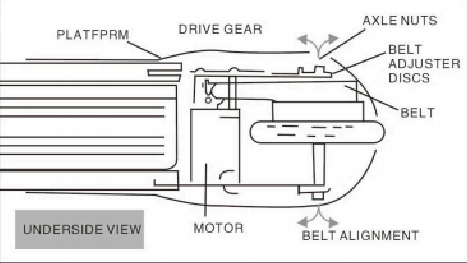 AXLE NUTS
DRIVE GEAR
PLATFPRM
BELT
ADJUSTER
DISCS
BELT
UNDERSIDE VIEW
MOTOR
BELT ALIGNMENT